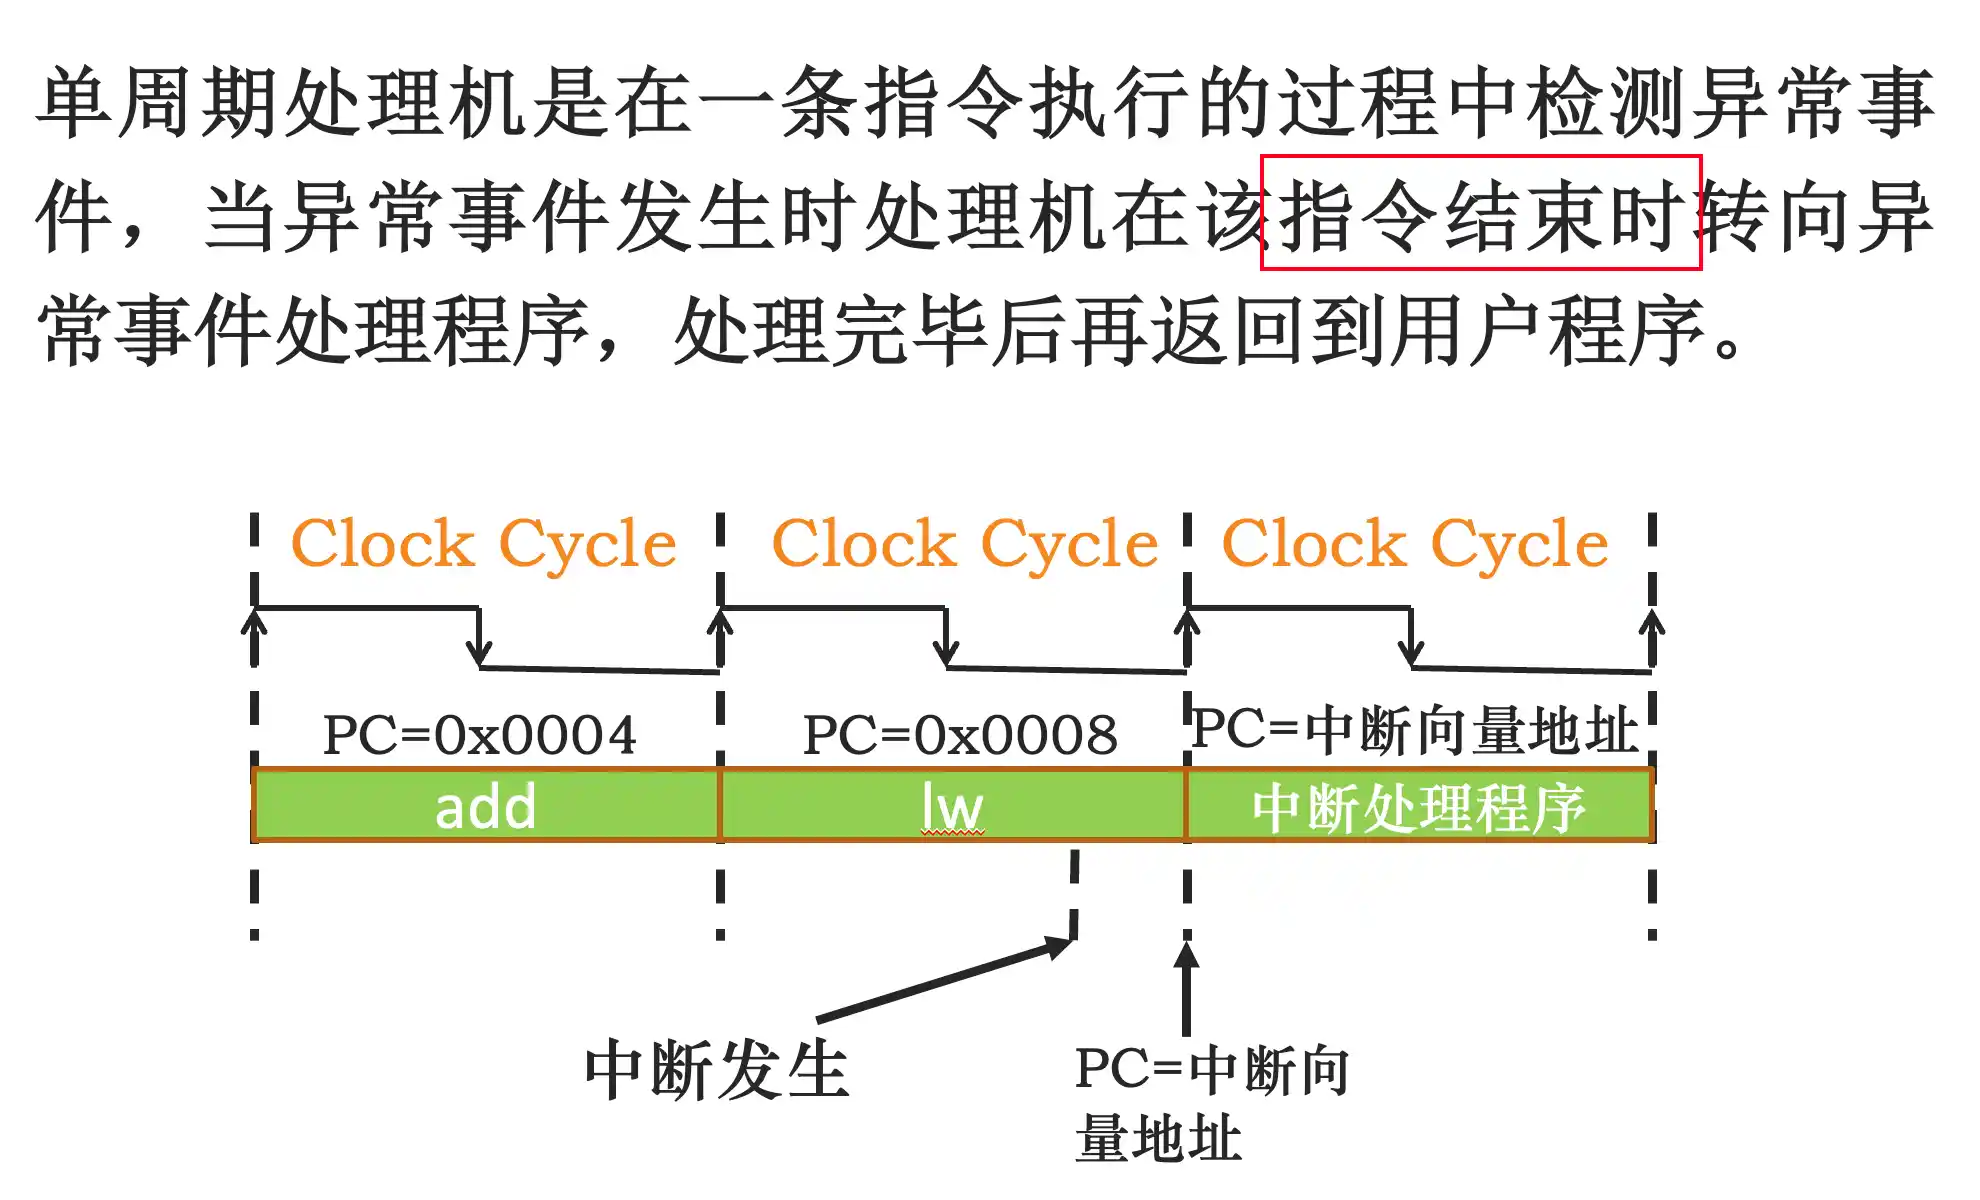 单周期处理机是在一条指令执行的过程中检测异常事
件，当异常事件发生时处理机在该指令结束时转向异
常事件处理程序，处理完毕后再返回到用户程序。
Clock Cycle Clock Cycle Clock Cycle
PC=0x0004 PC=0x0008 PC=中断向量地址
add lw 中断处理程序
中断发生
PC=中断向
量地址